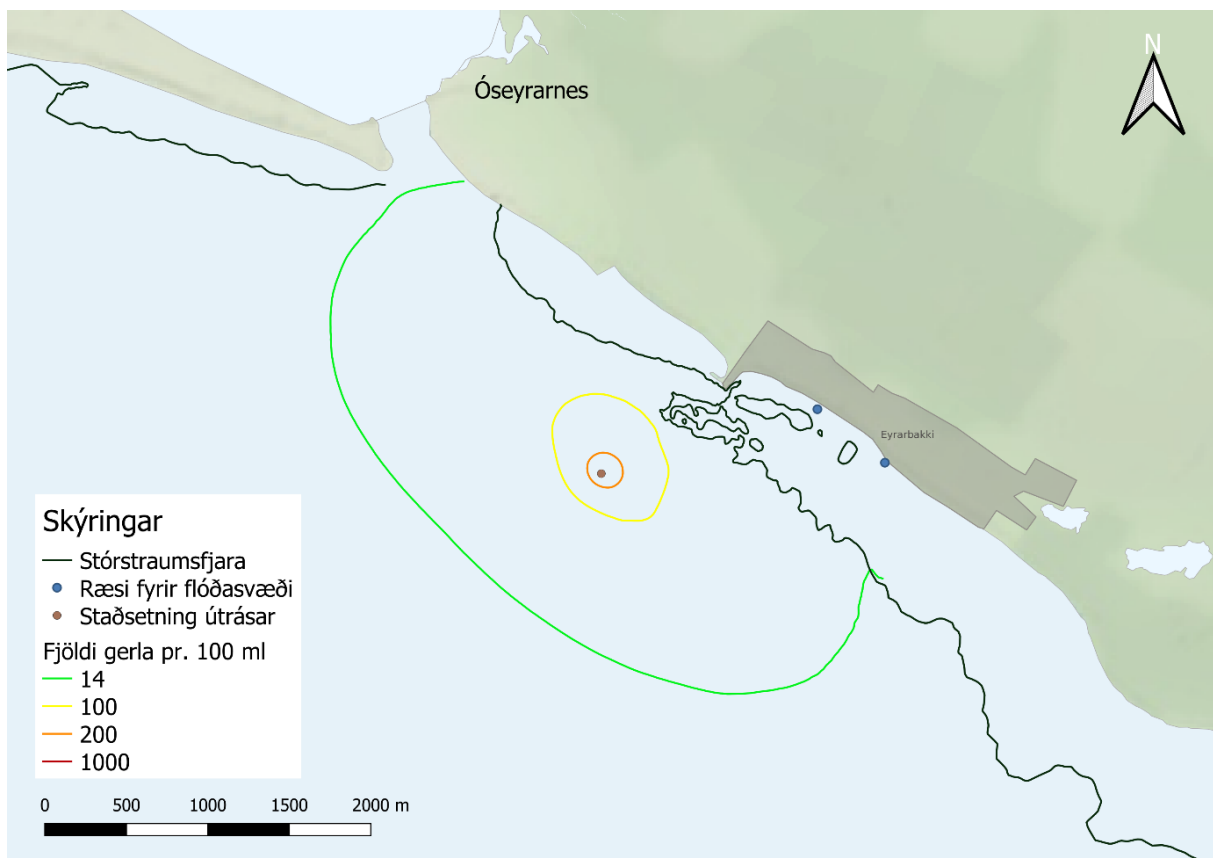 N
Óseyrarnes
Eyrarbakki
Skýringar
Stórstraumsfjara
Ræsi fyrir flóðasvæði
Staðsetning útrásar
Fjöldi gerla pr. 100 ml
14
100
200
1000
0 500 1000 1500 2000 m